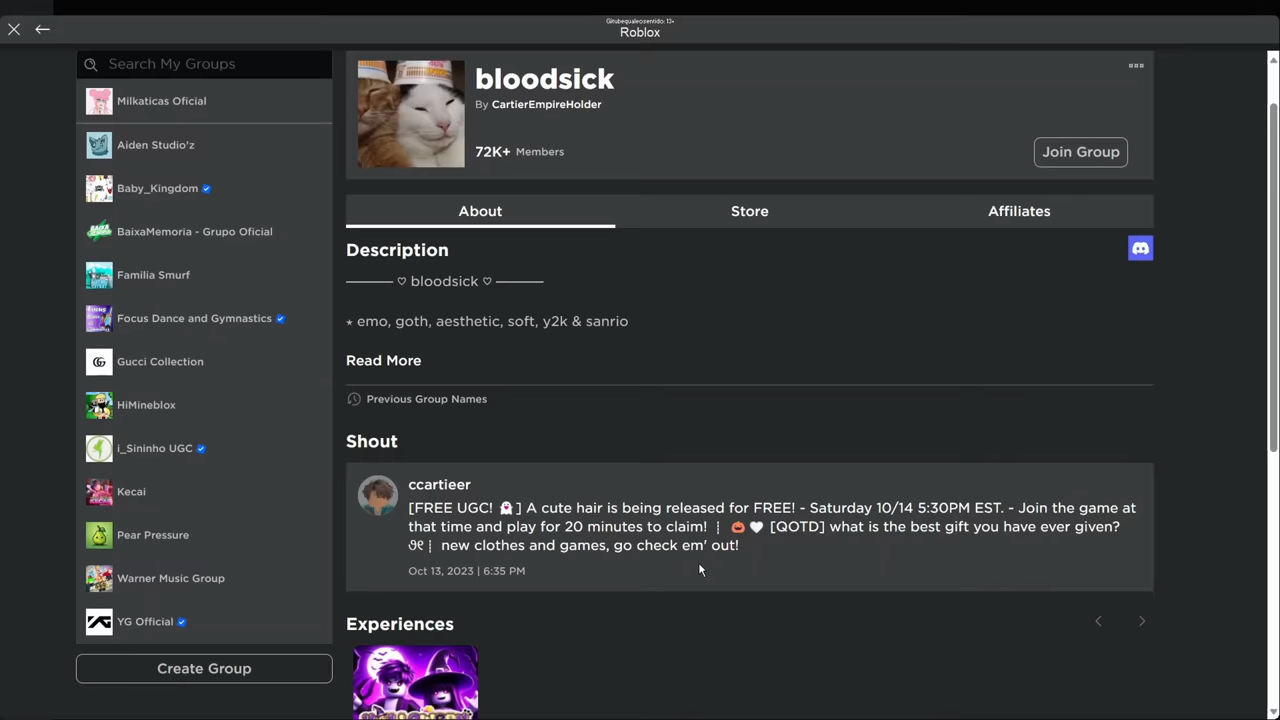 Gitubequaleosentido: 13+
Roblox
Search My Groups
Milkaticas Oficial
Aiden Studio'z
Baby_Kingdom
BaixaMemoria - Grupo Oficial
Familia Smurf
Focus Dance and Gymnastics
Gucci Collection
HiMineblox
i_Sininho UGC
Kecai
Pear Pressure
Warner Music Group
YG Official
Create Group
bloodsick
By CartierEmpireHolder
72K+ Members
Join Group
About
Store
Affiliates
Description
———— ♡ bloodsick ♡ ————
⋆ emo, goth, aesthetic, soft, y2k & sanrio
Read More
Previous Group Names
Shout
ccartieer
[FREE UGC! 👻] A cute hair is being released for FREE! - Saturday 10/14 5:30PM EST. - Join the game at
that time and play for 20 minutes to claim! ┊ 🎃 🤍 [QOTD] what is the best gift you have ever given?
୨୧┊ new clothes and games, go check em' out!
Oct 13, 2023 | 6:35 PM
Experiences